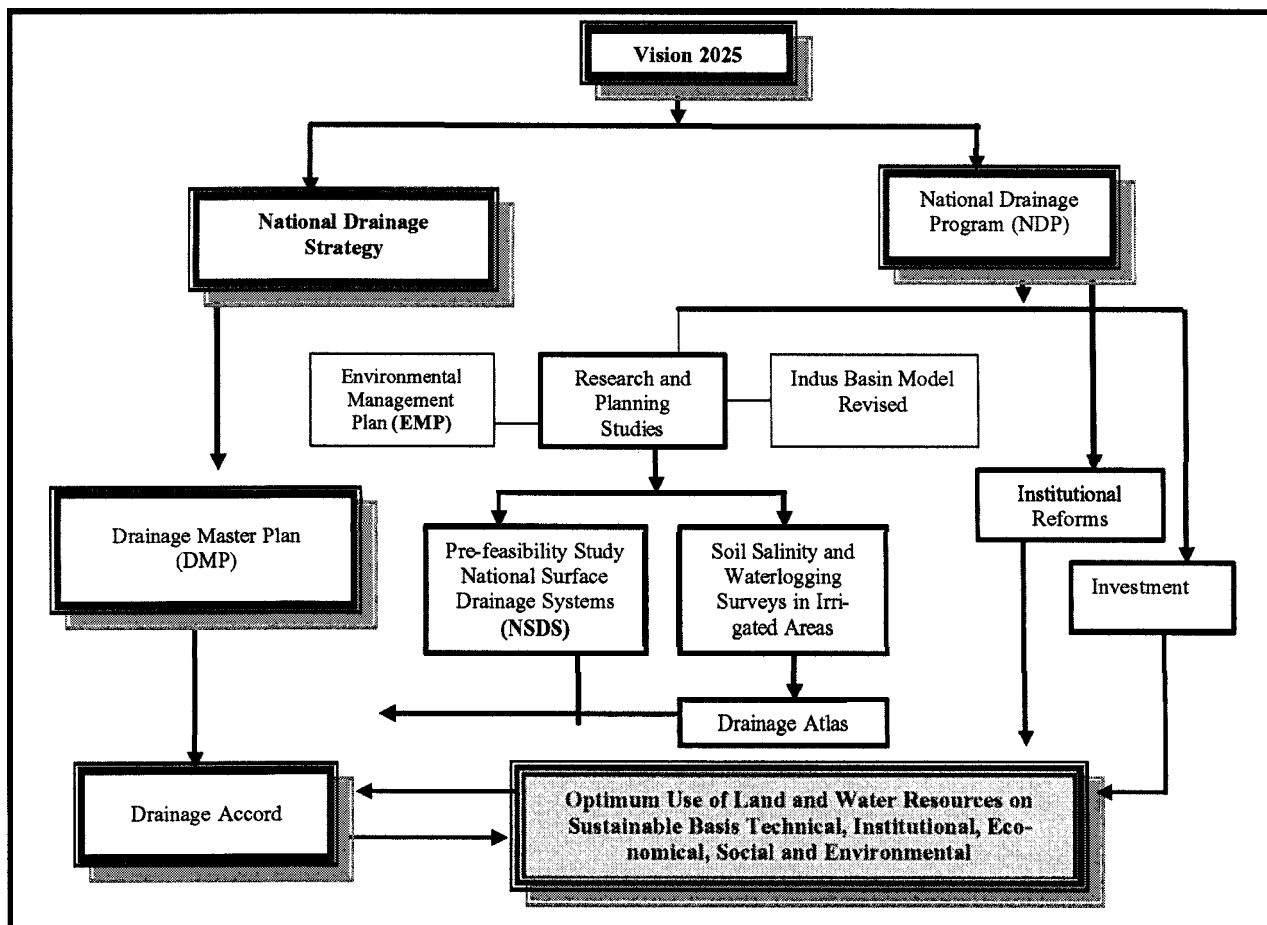 Vision 2025
National Drainage
Strategy
National Drainage
Program (NDP)
Environmental
Management
Plan (EMP)
Research and
Planning
Studies
Indus Basin Model
Revised
Institutional
Reforms
Drainage Master Plan
(DMP)
Pre-feasibility Study
National Surface
Drainage Systems
(NSDS)
Soil Salinity and
Waterlogging
Surveys in Irri-
gated Areas
Investment
Drainage Atlas
Drainage Accord
Optimum Use of Land and Water Resources on
Sustainable Basis Technical, Institutional, Eco-
nomical, Social and Environmental